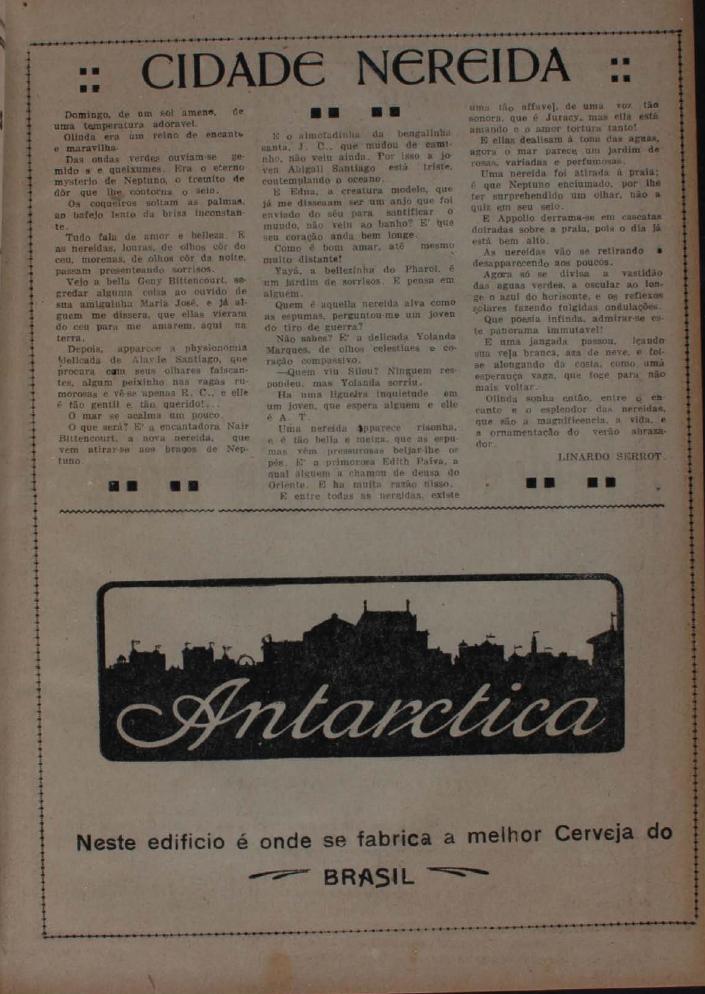 CIDADE NEREIDA
Domingo, de um sol ameno, de
uma temperatura adoravel.
Olinda era um reino de encanto
e maravilha.
Das ondas verdes ouviam-se ge-
mido s e queixumes. Era o eterno
mysterio de Neptuno, o tremito de
dôr que lhe contorna o seio.
Os coqueiros soltam as palmas,
ao bafejo lento da brisa inconstan-
te.
Tudo fala de amor e belleza. E
as nereidas, louras, de olhos côr do
ceu, morenas, de olhos côr da noite,
passam presenteando sorrisos.
Vejo a bella Geny Bittencourt, se-
gredar alguma coisa ao ouvido de
sua amiguinha Maria José, e já al-
guem me dissera, que ellas vieram
do ceu para me amarem, aqui na
terra.
Depois, apparece a physionomia
delicada de Alayde Santiago, que
procura com seus olhares faiscan-
tes, algum peixinho nas vagas ru-
morosas e vê-se apenas R. C., e elle
é tão gentil e tão querido!...
O mar se acalma um pouco.
O que será? E' a encantadora Nair
Bittencourt, a nova nereida, que
vem atirar-se aos braços de Nep-
tuno.
E o almofadinha da bengalinha
santa, J. C., que mudou de cami-
nho, não veiu ainda. Por isso a jo-
ven Abigail Santiago está triste,
contemplando o oceano.
E Edna, a creatura modelo, que
já me disseram ser um anjo que foi
enviado do séu para santificar o
mundo, não veiu ao banho? E' que
seu coração anda bem longe.
Como é bom amar, até mesmo
muito distante!
Yayá, a bellezinha do Pharol, é
um jardim de sorrisos. E pensa em
alguem.
Quem é aquella nereida alva como
as espumas, perguntou-me um joven
do tiro de guerra?
Não sabes? E' a delicada Yolanda
Marques, de olhos celestiaes e co-
ração compassivo.
—Quem viu Silou? Ninguem res-
pondeu, mas Yolanda sorriu.
Ha uma ligueira inquietude em
um joven, que espera alguem e elle
é A. T.
Uma nereida apparece risonha,
e é tão bella e meiga, que as espu-
mas vêm pressurosas beijar-lhe os
pés. E' a primorosa Edith Paiva, a
qual alguem a chamou de deusa do
Oriente. E ha muita razão nisso.
E entre todas as nereidas, existe
uma tão affavel, de uma voz tão
sonora, que é Juracy, mas ella está
amando e o amor tortura tanto!
E ellas dealisam á tona das aguas,
agora o mar parece um jardim de
rosas, variadas e perfumosas.
Uma nereida foi atirada á praia;
é que Neptuno enciumado, por lhe
ter surprehendido um olhar, não a
quiz em seu seio.
E Appollo derrama-se em cascatas
doiradas sobre a praia, pois o dia já
está bem alto.
As nereidas vão se retirando e
desapparecendo aos poucos.
Agora só se divisa a vastidão
das aguas verdes, a oscular ao lon-
ge o azul do horisonte, e os reflexos
solares fazendo fulgidas ondulações.
Que poesia infinda, admirar-se es-
te panorama immutavel!
E uma jangada passou, içando
sua vela branca, aza de neve, e foi-
se alongando da costa, como uma
esperança vaga, que foge para não
mais voltar.
Olinda sonha então, entre o en-
canto e o esplendor das nereidas,
que são a magnificencia, a vida, e
a ornamentação do verão abraza-
dor.
LINARDO SERROT.
Antarctica
Neste edificio é onde se fabrica a melhor Cerveja do
BRASIL